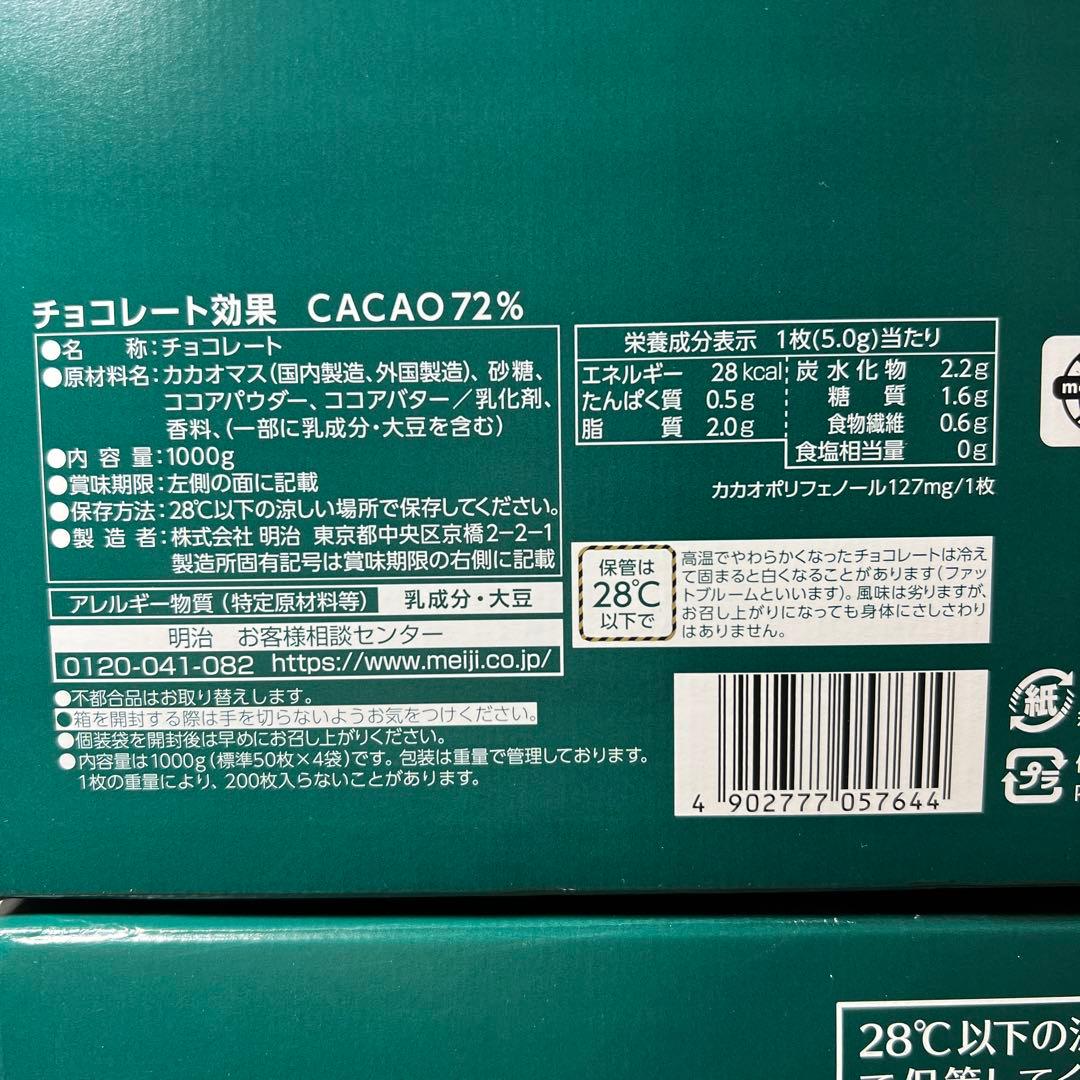 チョコレート効果 CACAO 72%
●名称：チョコレート
●原材料名：カカオマス(国内製造、外国製造)、砂糖、
ココアパウダー、ココアバター／乳化剤、
香料、(一部に乳成分・大豆を含む)
●内容量：1000g
●賞味期限：左側の面に記載
●保存方法：28℃以下の涼しい場所で保存してください。
●製造者：株式会社 明治 東京都中央区京橋2-2-1
製造所固有記号は賞味期限の右側に記載
アレルギー物質(特定原材料等) 乳成分・大豆
明治 お客様相談センター
0120-041-082 https://www.meiji.co.jp/
●不都合品はお取り替えします。
●箱を開封する際は手を切らないようお気をつけください。
●個装袋を開封後は早めにお召し上がりください。
●内容量は1000g(標準50枚×4袋)です。包装は重量で管理しております。
1枚の重量により、200枚入らないことがあります。
栄養成分表示 1枚(5.0g)当たり
エネルギー 28kcal
たんぱく質 0.5g
脂質 2.0g
炭水化物 2.2g
糖質 1.6g
食物繊維 0.6g
食塩相当量 0g
カカオポリフェノール127mg/1枚
保管は
28℃
以下で
高温でやわらかくなったチョコレートは冷え
て固まると白くなることがあります(ファッ
トブルームといいます)。風味は劣りますが、
お召し上がりになっても身体にさしさわり
はありません。
4 902777 057644
紙
プラ
28℃以下の
で保管してく